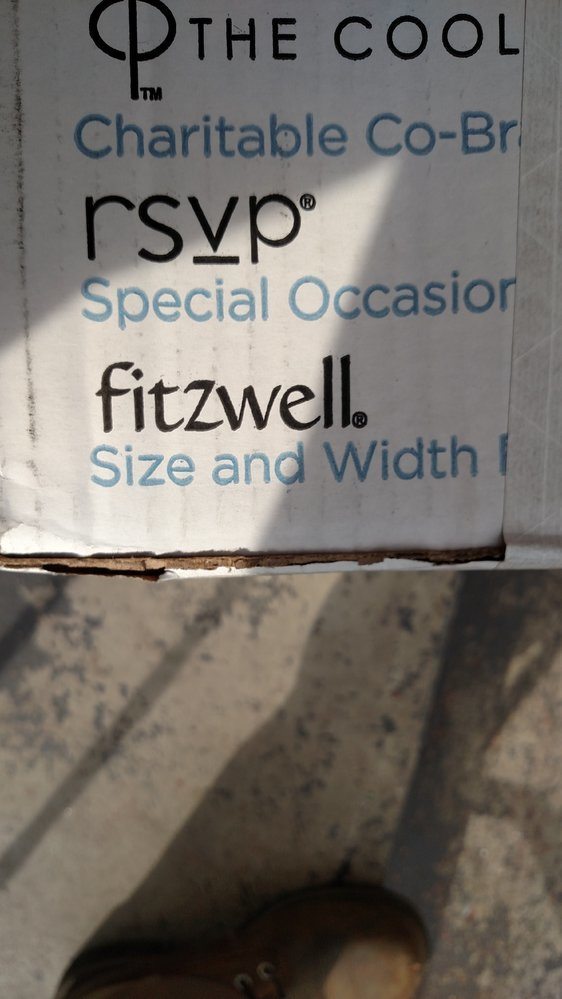 THE COOL
TM
Charitable Co-Br
rsvp®
Special Occasion
fitzwell®
Size and Width